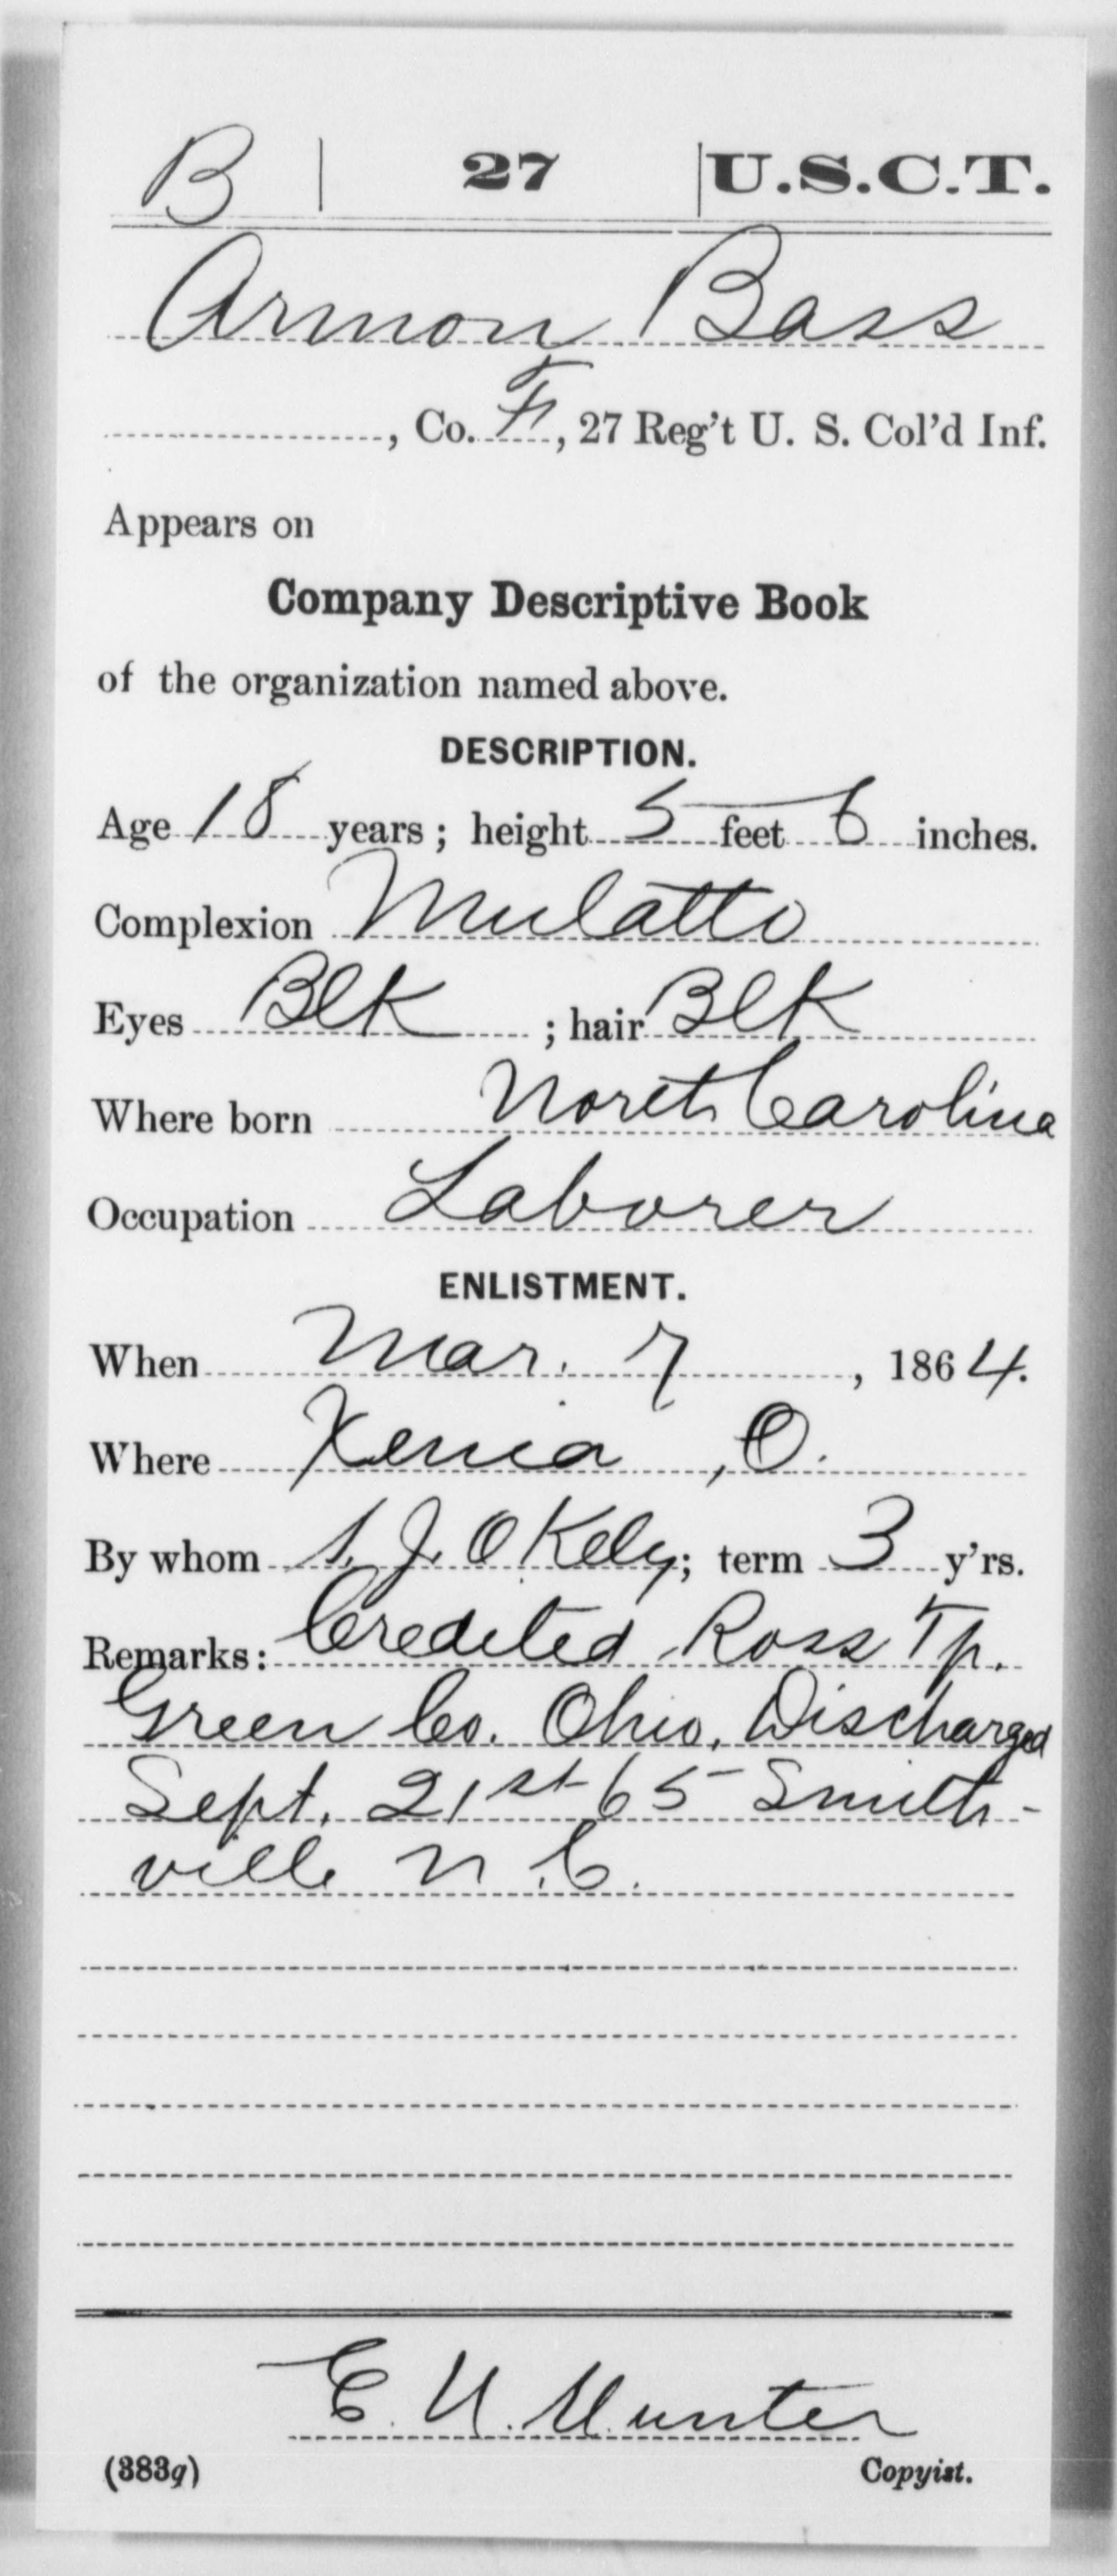 B | 27 | U.S.C.T.
Armon Bass
, Co. F, 27 Reg't U. S. Col'd Inf.
Appears on
Company Descriptive Book
of the organization named above.
DESCRIPTION.
Age 18 years; height 5 feet 6 inches.
Complexion Mulatto
Eyes Blk ; hair Blk
Where born North Carolina
Occupation Laborer
ENLISTMENT.
When Mar. 7, 1864.
Where Xenia, O.
By whom S. J. O Kely; term 3 y'rs.
Remarks: Credited Ross Tp.
Green Co. Ohio. Discharged
Sept. 21st 65 Smith-
ville N.C.
E. U. Hunter
(383g) Copyist.